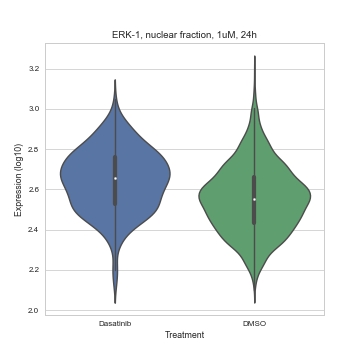 ERK-1, nuclear fraction, 1uM, 24h
3.2
3.0
2.8
2.6
2.4
2.2
2.0
Expression (log10)
Dasatinib
DMSO
Treatment